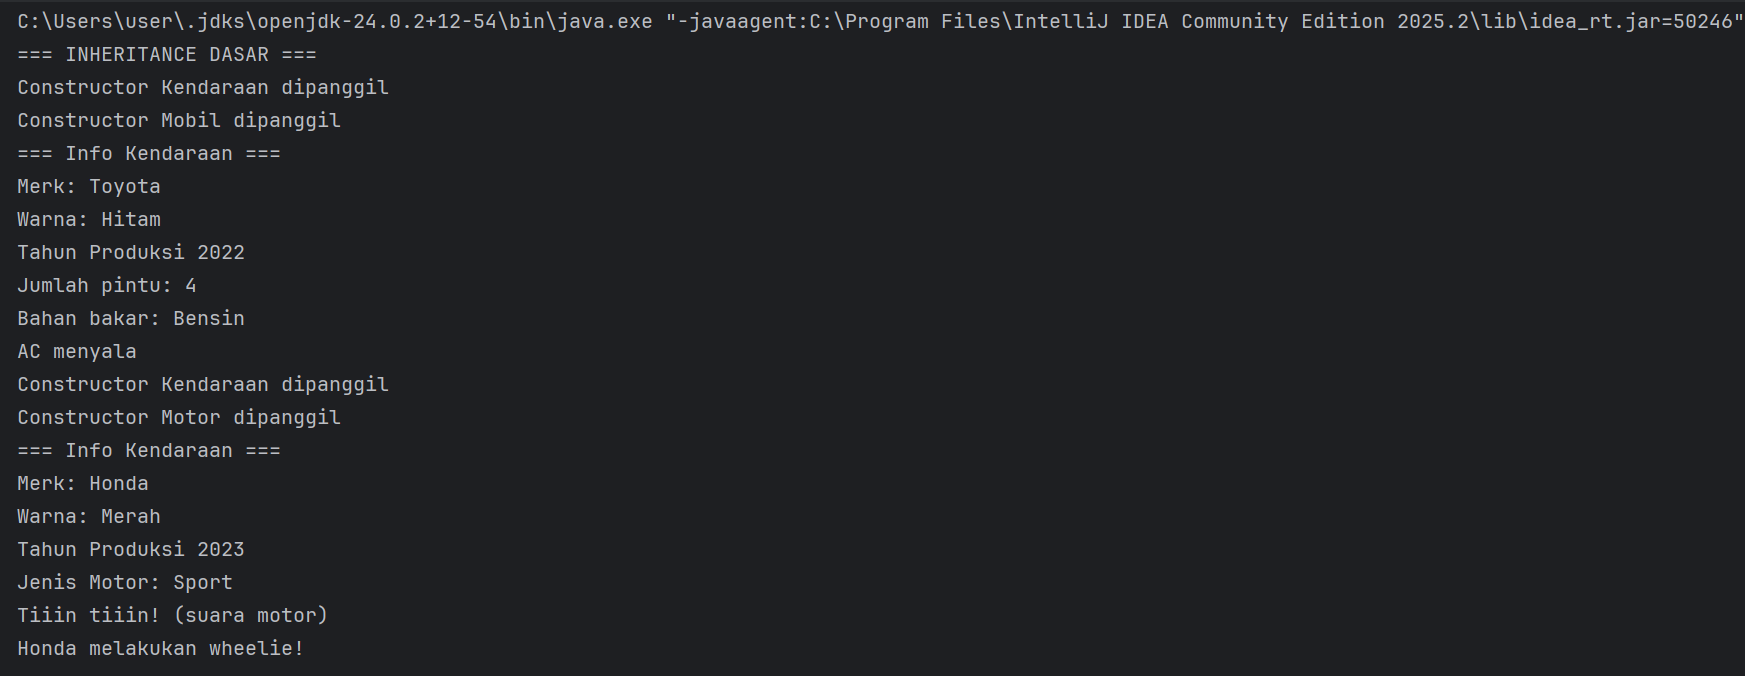 C:\Users\user\.jdks\openjdk-24.0.2+12-54\bin\java.exe "-javaagent:C:\Program Files\IntelliJ IDEA Community Edition 2025.2\lib\idea_rt.jar=50246"
=== INHERITANCE DASAR ===
Constructor Kendaraan dipanggil
Constructor Mobil dipanggil
=== Info Kendaraan ===
Merk: Toyota
Warna: Hitam
Tahun Produksi 2022
Jumlah pintu: 4
Bahan bakar: Bensin
AC menyala
Constructor Kendaraan dipanggil
Constructor Motor dipanggil
=== Info Kendaraan ===
Merk: Honda
Warna: Merah
Tahun Produksi 2023
Jenis Motor: Sport
Tiiin tiiin! (suara motor)
Honda melakukan wheelie!